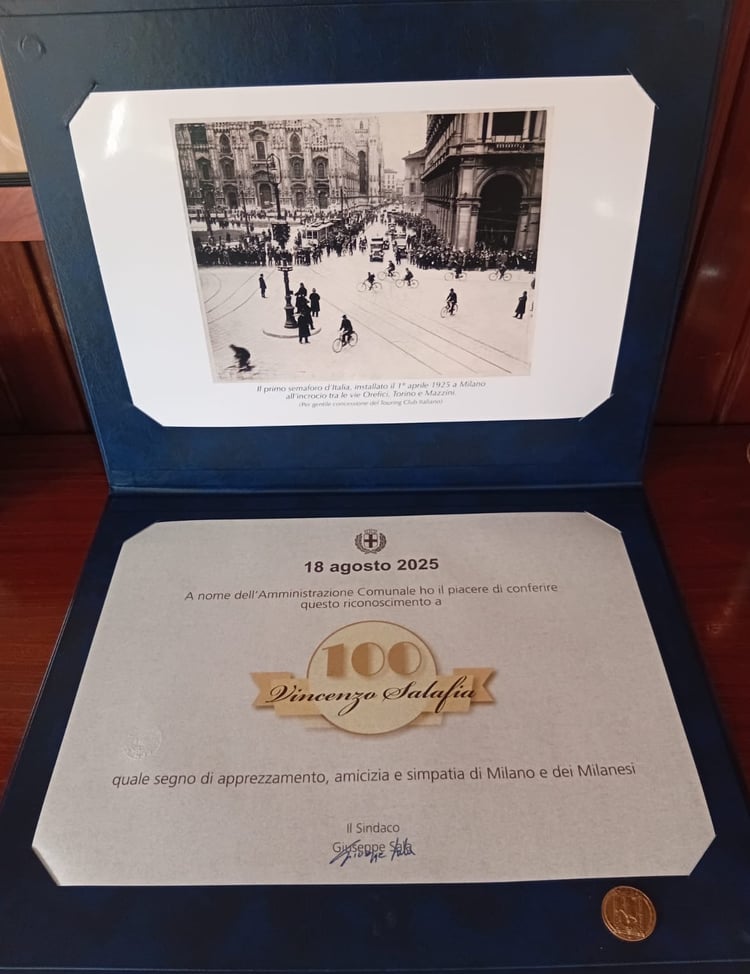 Il primo semaforo d'Italia, installato il 1° aprile 1925 a Milano
all'incrocio tra le vie Orefici, Torino e Mazzini.
(Per gentile concessione del Touring Club Italiano)
18 agosto 2025
A nome dell'Amministrazione Comunale ho il piacere di conferire
questo riconoscimento a
100
Vincenzo Salafia
quale segno di apprezzamento, amicizia e simpatia di Milano e dei Milanesi
Il Sindaco
Giuseppe Sala
Giuseppe Sala